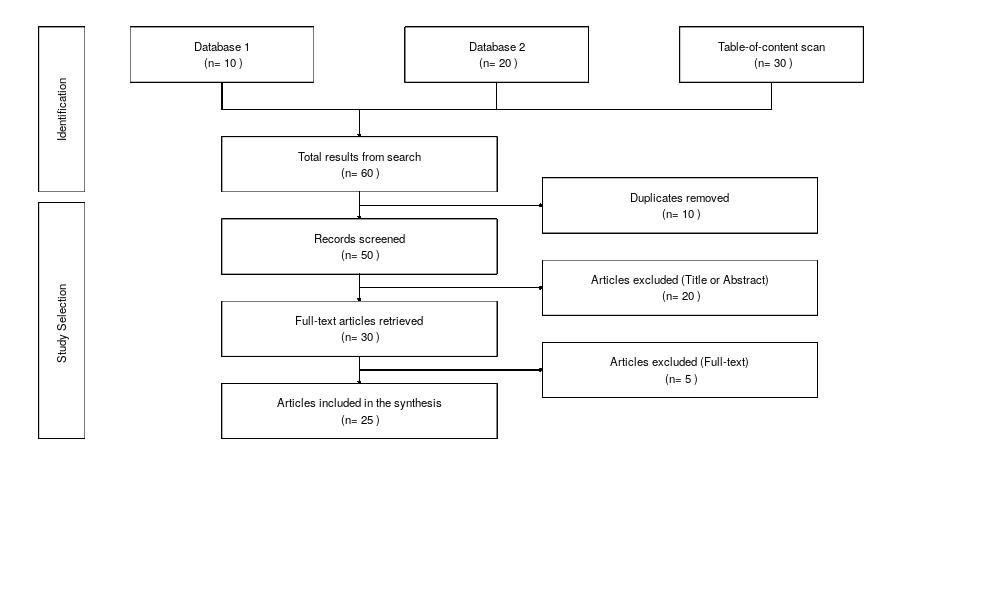 Identification
Database 1
(n= 10 )
Database 2
(n= 20 )
Table-of-content scan
(n= 30 )
Total results from search
(n= 60 )
Duplicates removed
(n= 10 )
Study Selection
Records screened
(n= 50 )
Articles excluded (Title or Abstract)
(n= 20 )
Full-text articles retrieved
(n= 30 )
Articles excluded (Full-text)
(n= 5 )
Articles included in the synthesis
(n= 25 )